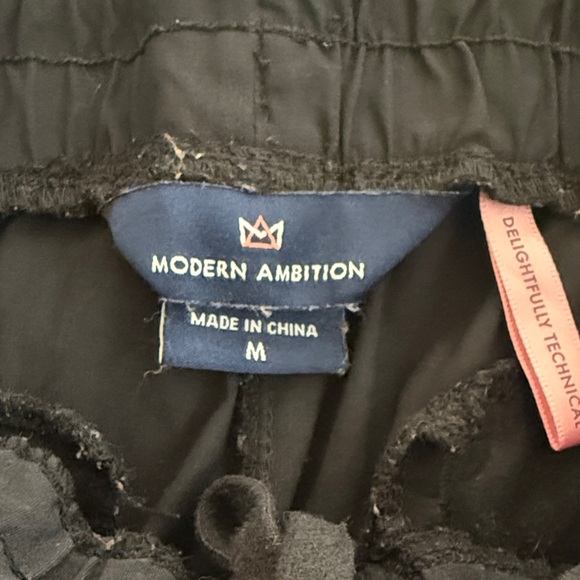 MODERN AMBITION
MADE IN CHINA
M
DELIGHTFULLY TECHNICAL